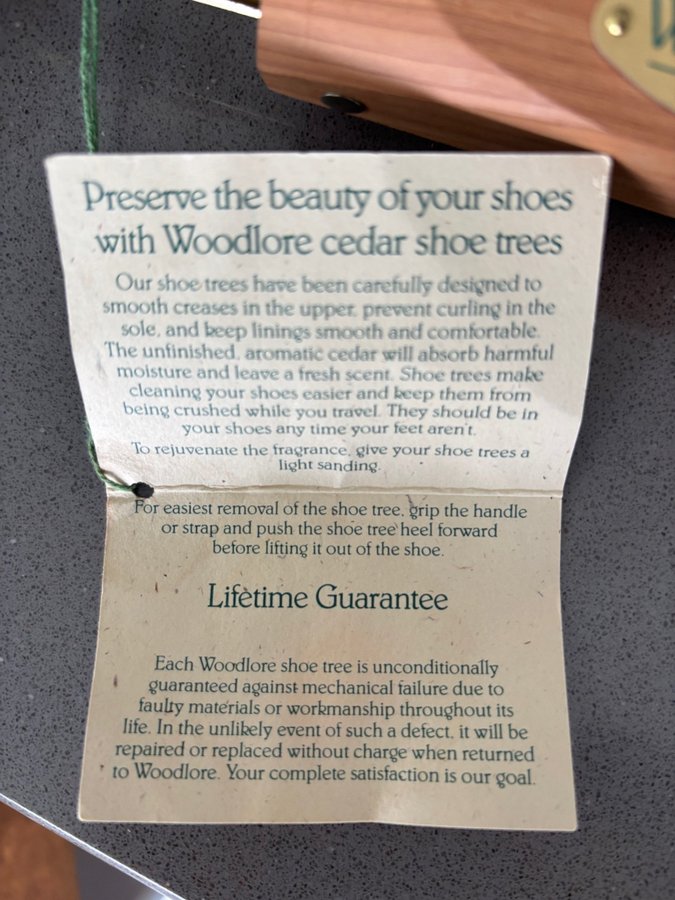 Preserve the beauty of your shoes
with Woodlore cedar shoe trees
Our shoe trees have been carefully designed to
smooth creases in the upper, prevent curling in the
sole, and keep linings smooth and comfortable.
The unfinished, aromatic cedar will absorb harmful
moisture and leave a fresh scent. Shoe trees make
cleaning your shoes easier and keep them from
being crushed while you travel. They should be in
your shoes any time your feet aren't.
To rejuvenate the fragrance, give your shoe trees a
light sanding.
For easiest removal of the shoe tree, grip the handle
or strap and push the shoe tree heel forward
before lifting it out of the shoe.
Lifetime Guarantee
Each Woodlore shoe tree is unconditionally
guaranteed against mechanical failure due to
faulty materials or workmanship throughout its
life. In the unlikely event of such a defect, it will be
repaired or replaced without charge when returned
to Woodlore. Your complete satisfaction is our goal.